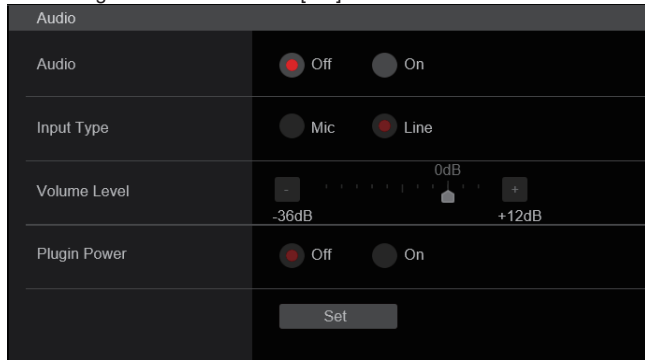 Audio
Audio Off On
Input Type Mic Line
0dB
Volume Level - +
-36dB +12dB
Plugin Power Off On
Set